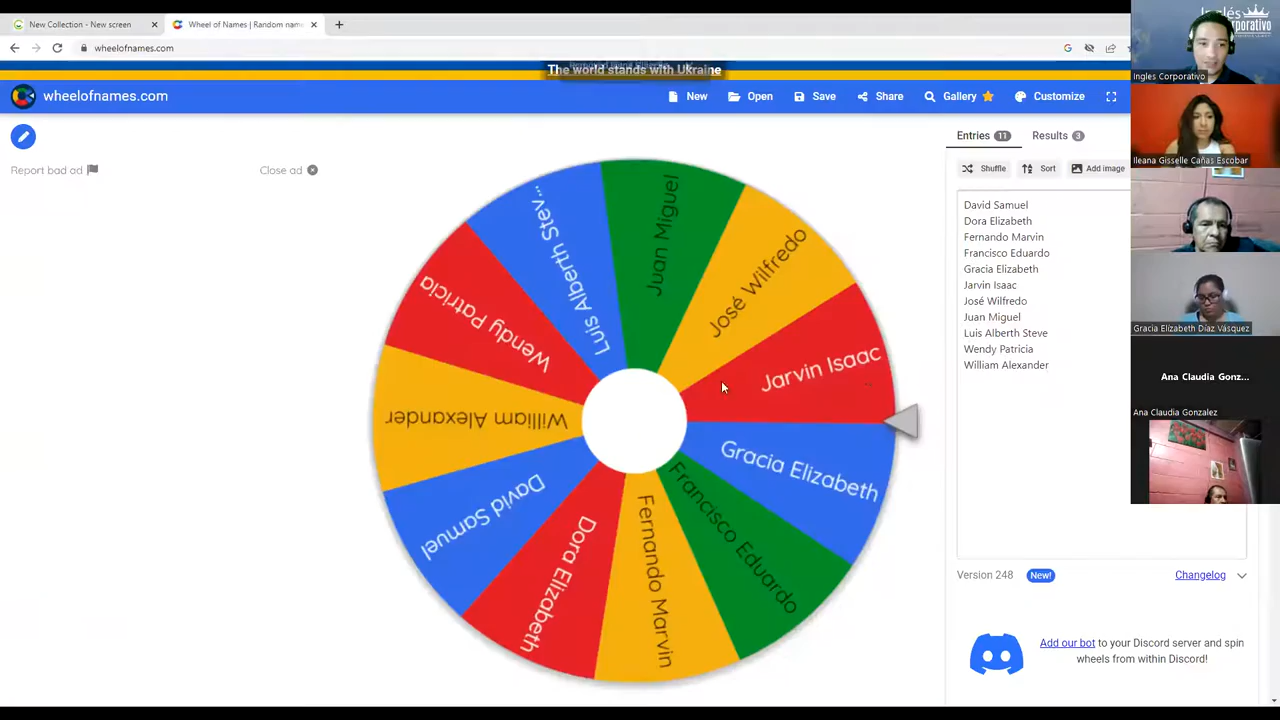 New Collection - New screen
Wheel of Names | Random name
wheelofnames.com
The world stands with Ukraine
wheelofnames.com
New
Open
Save
Share
Gallery
Customize
Report bad ad
Close ad
Entries 11
Results 3
Shuffle
Sort
Add image
David Samuel
Dora Elizabeth
Fernando Marvin
Francisco Eduardo
Gracia Elizabeth
Jarvin Isaac
José Wilfredo
Juan Miguel
Luis Alberth Steve
Wendy Patricia
William Alexander
Juan Miguel
José Wilfredo
Jarvin Isaac
Gracia Elizabeth
Francisco Eduardo
Fernando Marvin
Dora Elizabeth
David Samuel
William Alexander
Wendy Patricia
Luis Alberth Stev...
Version 248
New!
Changelog
Add our bot to your Discord server and spin
wheels from within Discord!
Inglés
Corporativo
Ingles Corporativo
Ileana Gisselle Cañas Escobar
Gracia Elízabeth Díaz Vásquez
Ana Claudia Gonz...
Ana Claudia Gonzalez